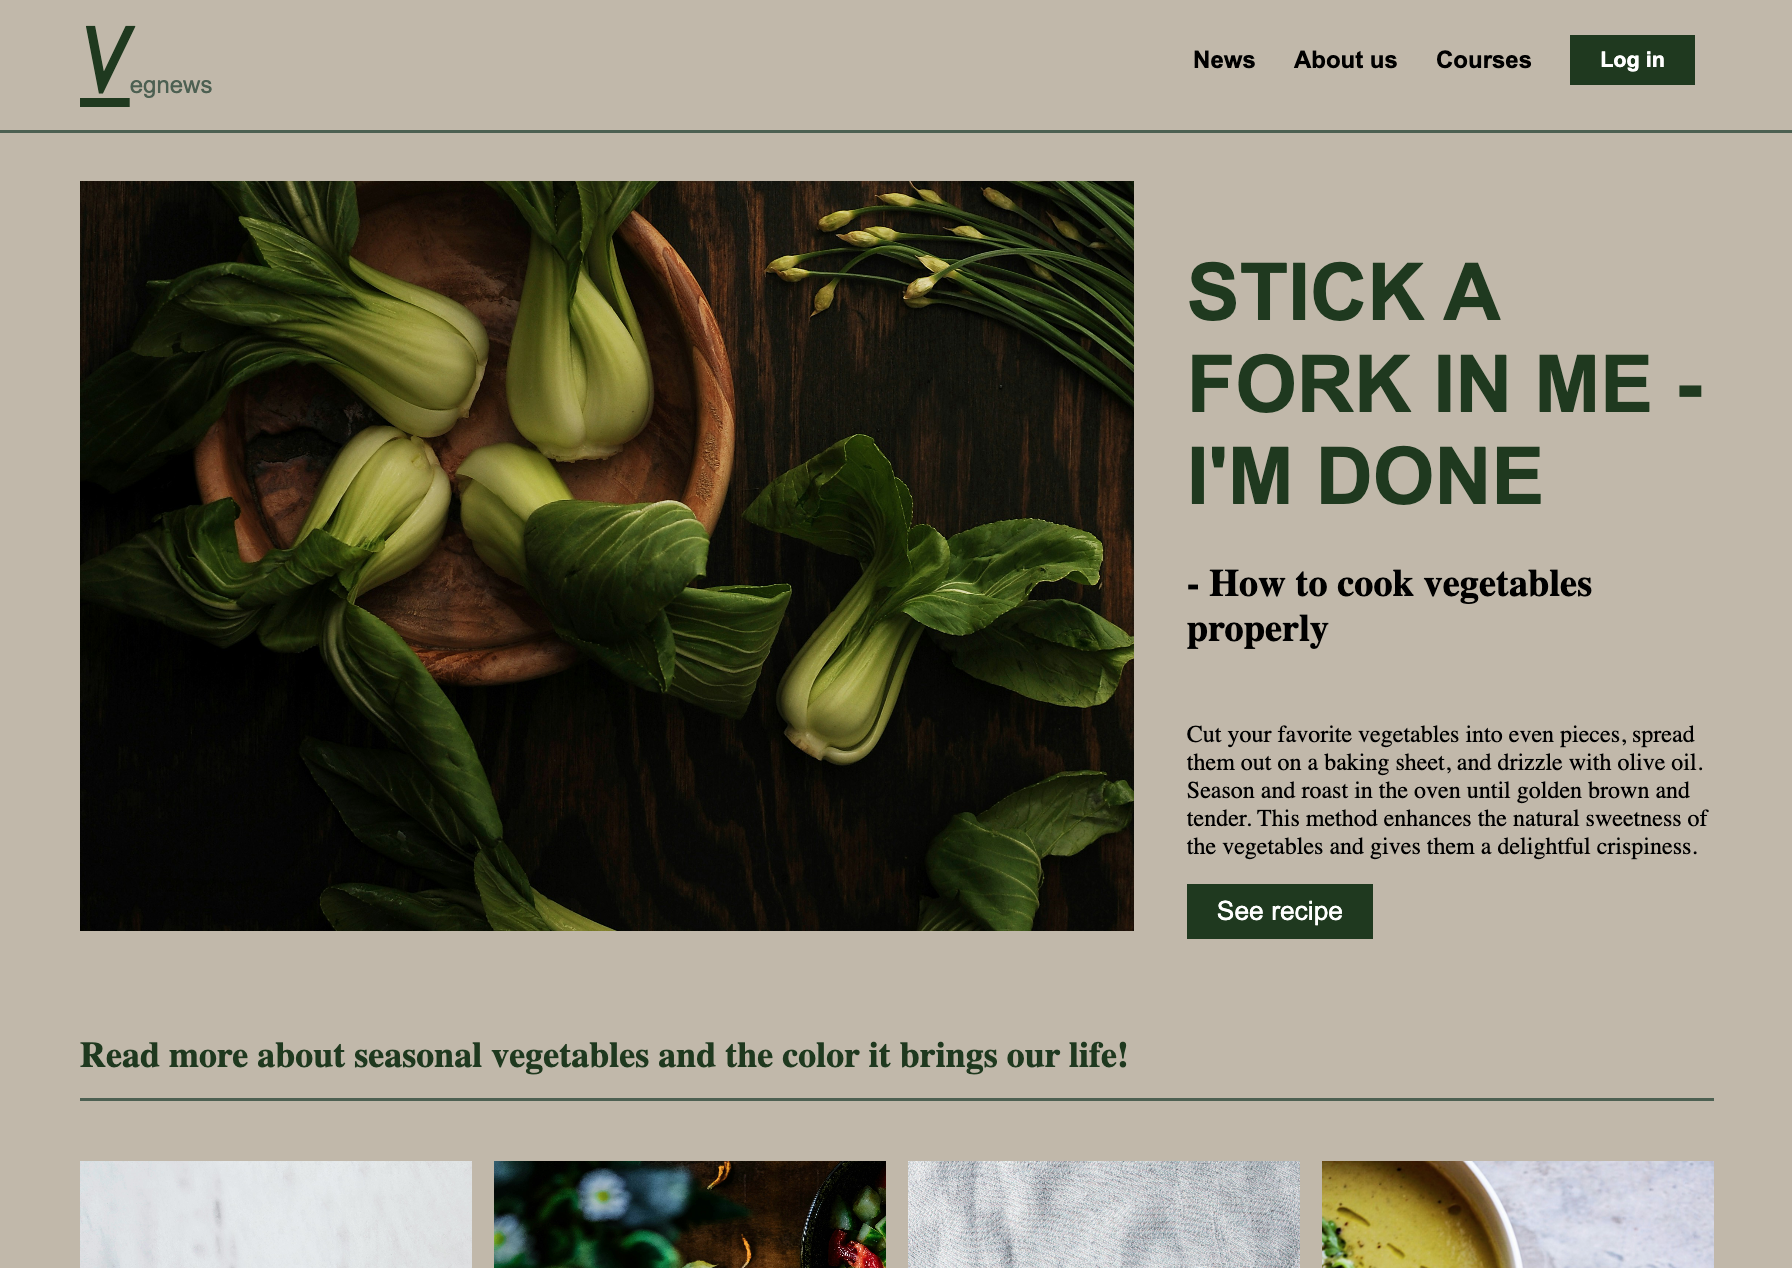 Vegnews
News About us Courses Log in
STICK A
FORK IN ME -
I'M DONE
- How to cook vegetables
properly
Cut your favorite vegetables into even pieces, spread
them out on a baking sheet, and drizzle with olive oil.
Season and roast in the oven until golden brown and
tender. This method enhances the natural sweetness of
the vegetables and gives them a delightful crispiness.
See recipe
Read more about seasonal vegetables and the color it brings our life!